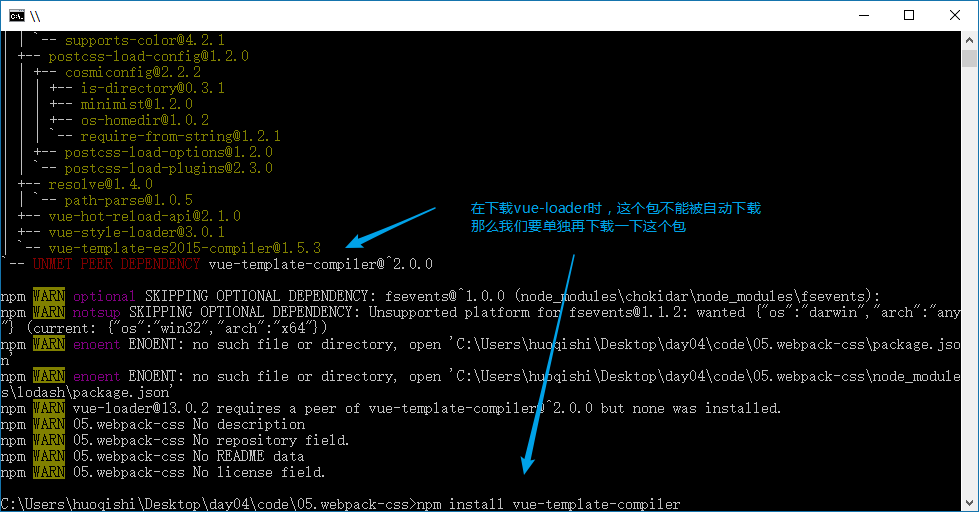 C:\. \\
| | `-- supports-color@4.2.1
+-- postcss-load-config@1.2.0
| +-- cosmiconfig@2.2.2
| | +-- is-directory@0.3.1
| | +-- minimist@1.2.0
| | +-- os-homedir@1.0.2
| | `-- require-from-string@1.2.1
| +-- postcss-load-options@1.2.0
| `-- postcss-load-plugins@2.3.0
+-- resolve@1.4.0
| `-- path-parse@1.0.5
+-- vue-hot-reload-api@2.1.0
+-- vue-style-loader@3.0.1
`-- vue-template-es2015-compiler@1.5.3
`-- UNMET PEER DEPENDENCY vue-template-compiler@^2.0.0
在下载vue-loader时，这个包不能被自动下载
那么我们要单独再下载一下这个包
npm WARN optional SKIPPING OPTIONAL DEPENDENCY: fsevents@^1.0.0 (node_modules\chokidar\node_modules\fsevents):
npm WARN notsup SKIPPING OPTIONAL DEPENDENCY: Unsupported platform for fsevents@1.1.2: wanted {"os":"darwin","arch":"any
"} (current: {"os":"win32","arch":"x64"})
npm WARN enoent ENOENT: no such file or directory, open 'C:\Users\huoqishi\Desktop\day04\code\05.webpack-css\package.jso
n'
npm WARN enoent ENOENT: no such file or directory, open 'C:\Users\huoqishi\Desktop\day04\code\05.webpack-css\node_module
s\lodash\package.json'
npm WARN vue-loader@13.0.2 requires a peer of vue-template-compiler@^2.0.0 but none was installed.
npm WARN 05.webpack-css No description
npm WARN 05.webpack-css No repository field.
npm WARN 05.webpack-css No README data
npm WARN 05.webpack-css No license field.
C:\Users\huoqishi\Desktop\day04\code\05.webpack-css>npm install vue-template-compiler